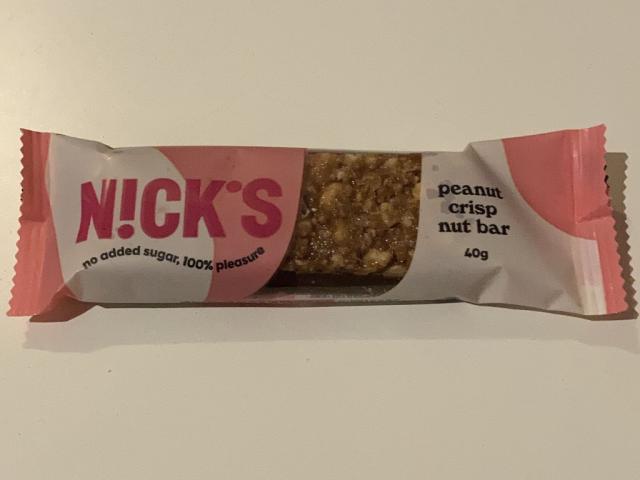 N!CK'S
no added sugar, 100% pleasure
peanut
crisp
nut bar
40g